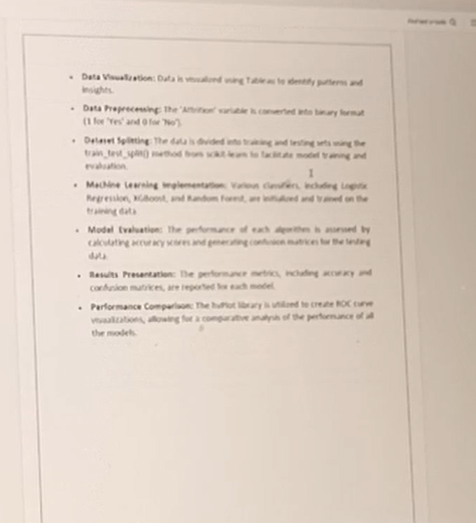 • Data Visualization: Data is visualized using Tableau to identify patterns and
insights.
• Data Preprocessing: The 'Attrition' variable is converted into binary format
(1 for 'Yes' and 0 for 'No').
• Dataset Splitting: The data is divided into training and testing sets using the
train_test_split() method from scikit-learn to facilitate model training and
evaluation.
• Machine Learning Implementation: Various classifiers, including Logistic
Regression, XGBoost, and Random Forest, are initialized and trained on the
training data.
• Model Evaluation: The performance of each algorithm is assessed by
calculating accuracy scores and generating confusion matrices for the testing
data.
• Results Presentation: The performance metrics, including accuracy and
confusion matrices, are reported for each model.
• Performance Comparison: The library is utilized to create ROC curve
visualizations, allowing for a comparative analysis of the performance of all
the models.